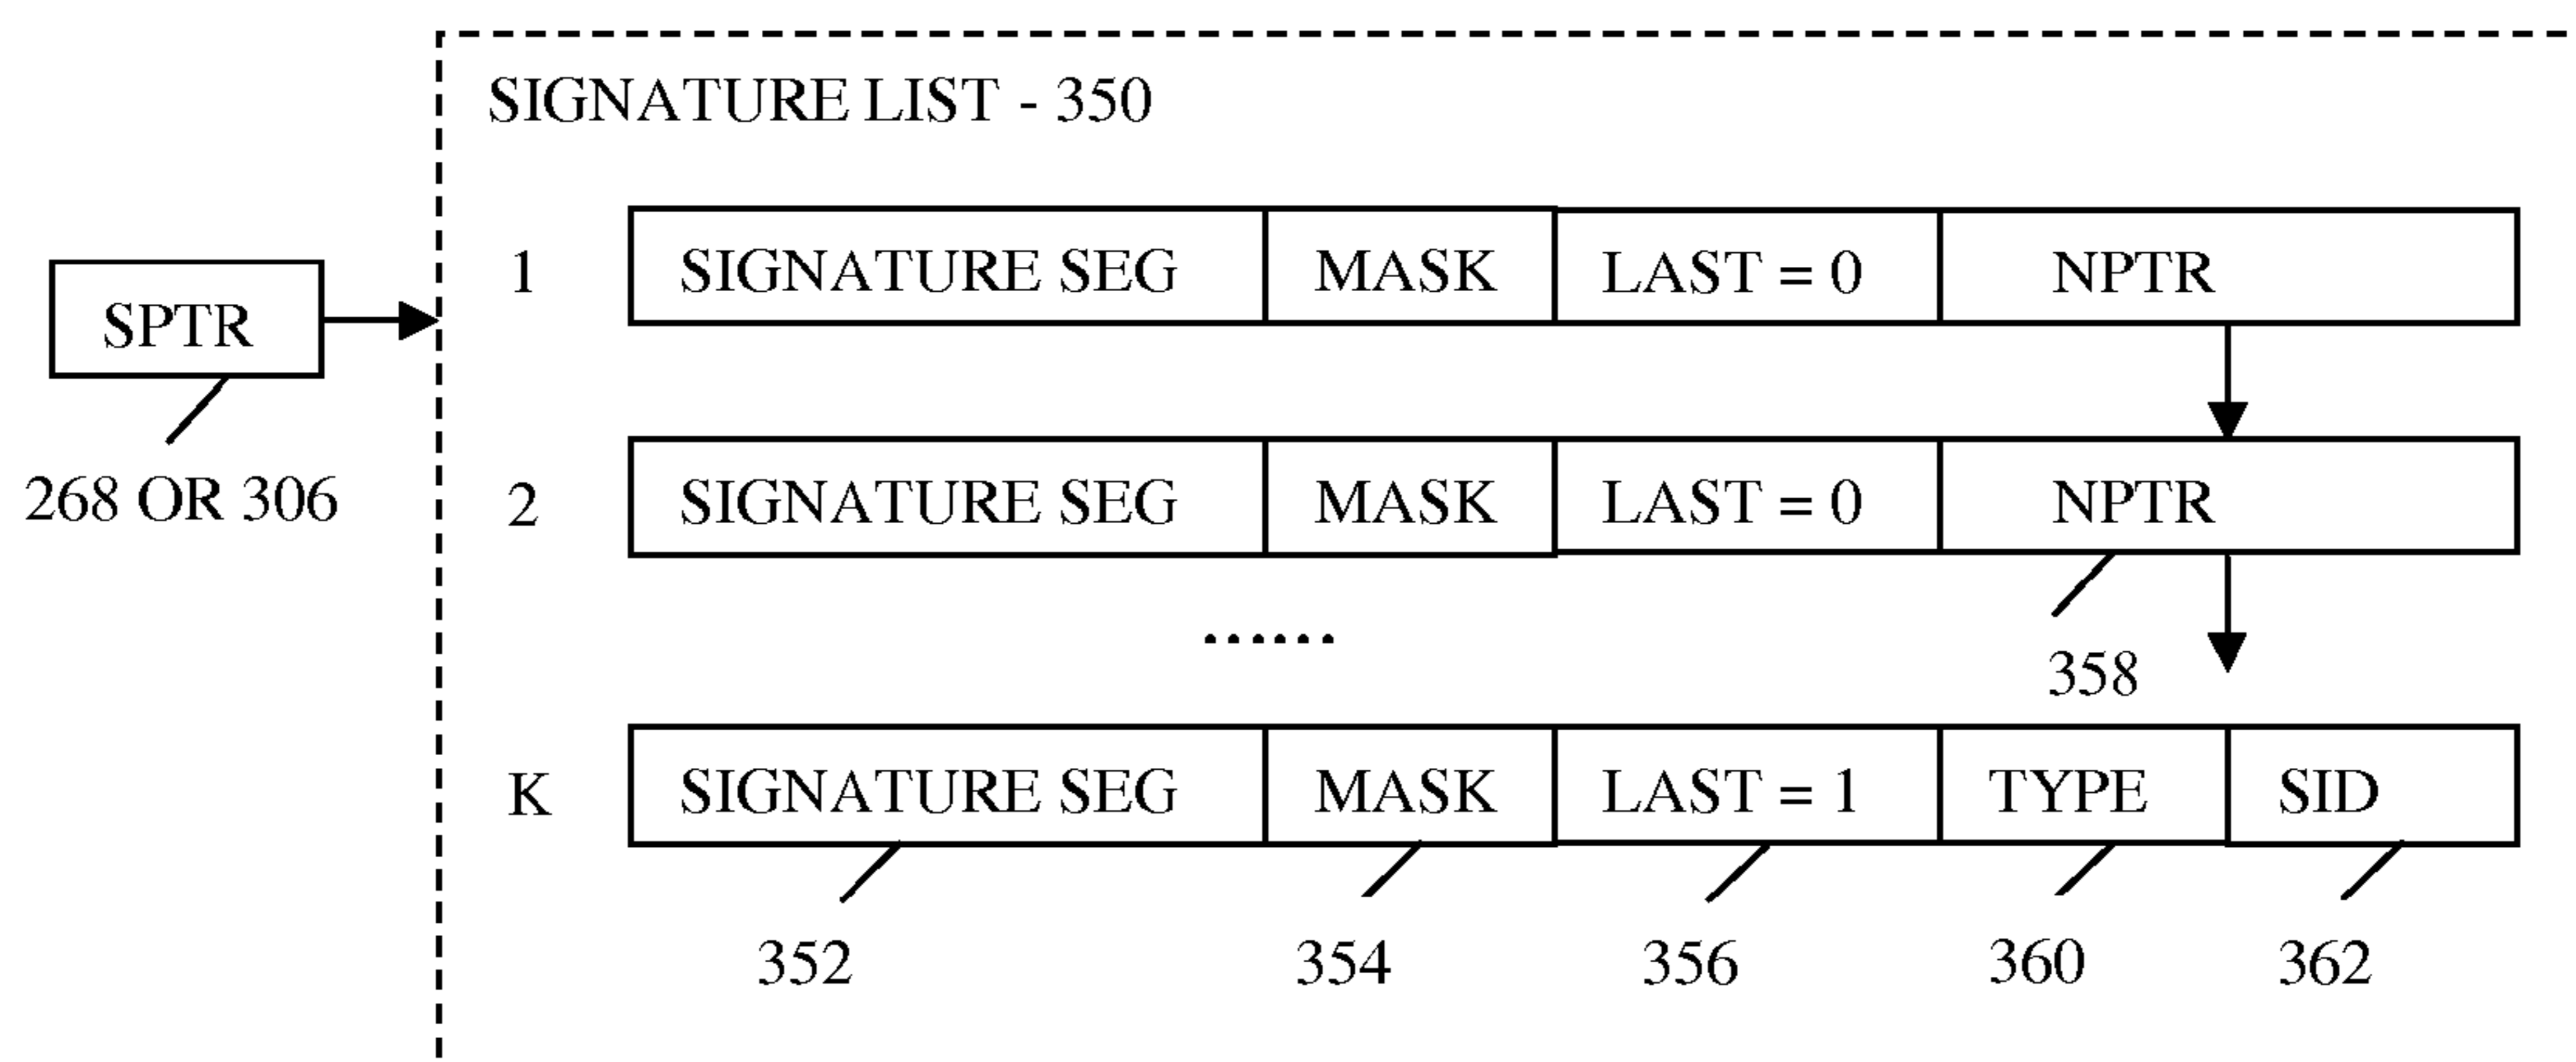 SIGNATURE LIST - 350
1 SIGNATURE SEG MASK LAST = 0 NPTR
SPTR
268 OR 306
2 SIGNATURE SEG MASK LAST = 0 NPTR
......
358
K SIGNATURE SEG MASK LAST = 1 TYPE SID
352 354 356 360 362